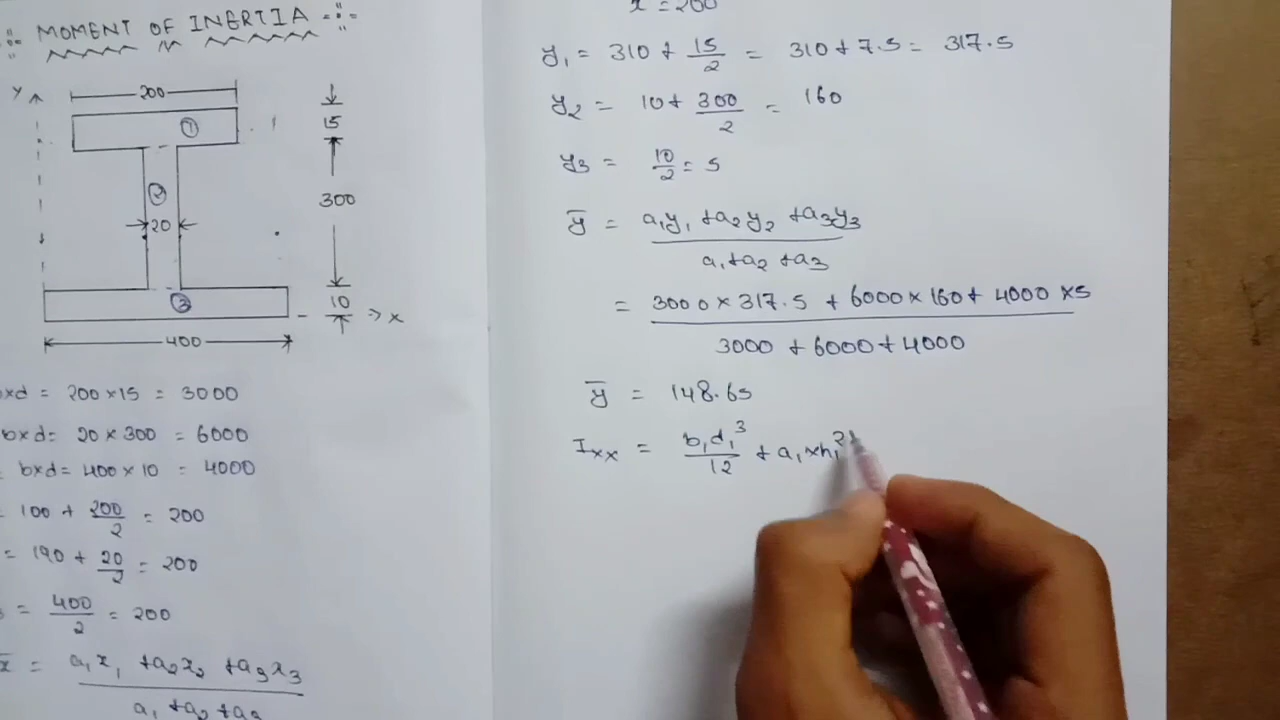 MOMENT OF INERTIA
Y
200
①
15
②
300
20
③
10
x
400
bxd = 200 × 15 = 3000
bxd = 20 × 300 = 6000
bxd = 400 × 10 = 4000
= 100 + 200/2 = 200
= 190 + 20/2 = 200
= 400/2 = 200
x̄ = a₁x₁ + a₂x₂ + a₃x₃
a₁ + a₂ + a₃
x̄ = 200
y₁ = 310 + 15/2 = 310 + 7.5 = 317.5
y₂ = 10 + 300/2 = 160
y₃ = 10/2 = 5
ȳ = a₁y₁ + a₂y₂ + a₃y₃
a₁ + a₂ + a₃
= 3000 × 317.5 + 6000 × 160 + 4000 × 5
3000 + 6000 + 4000
ȳ = 148.65
Ixx = b₁d₁³/12 + a₁ × h₁²